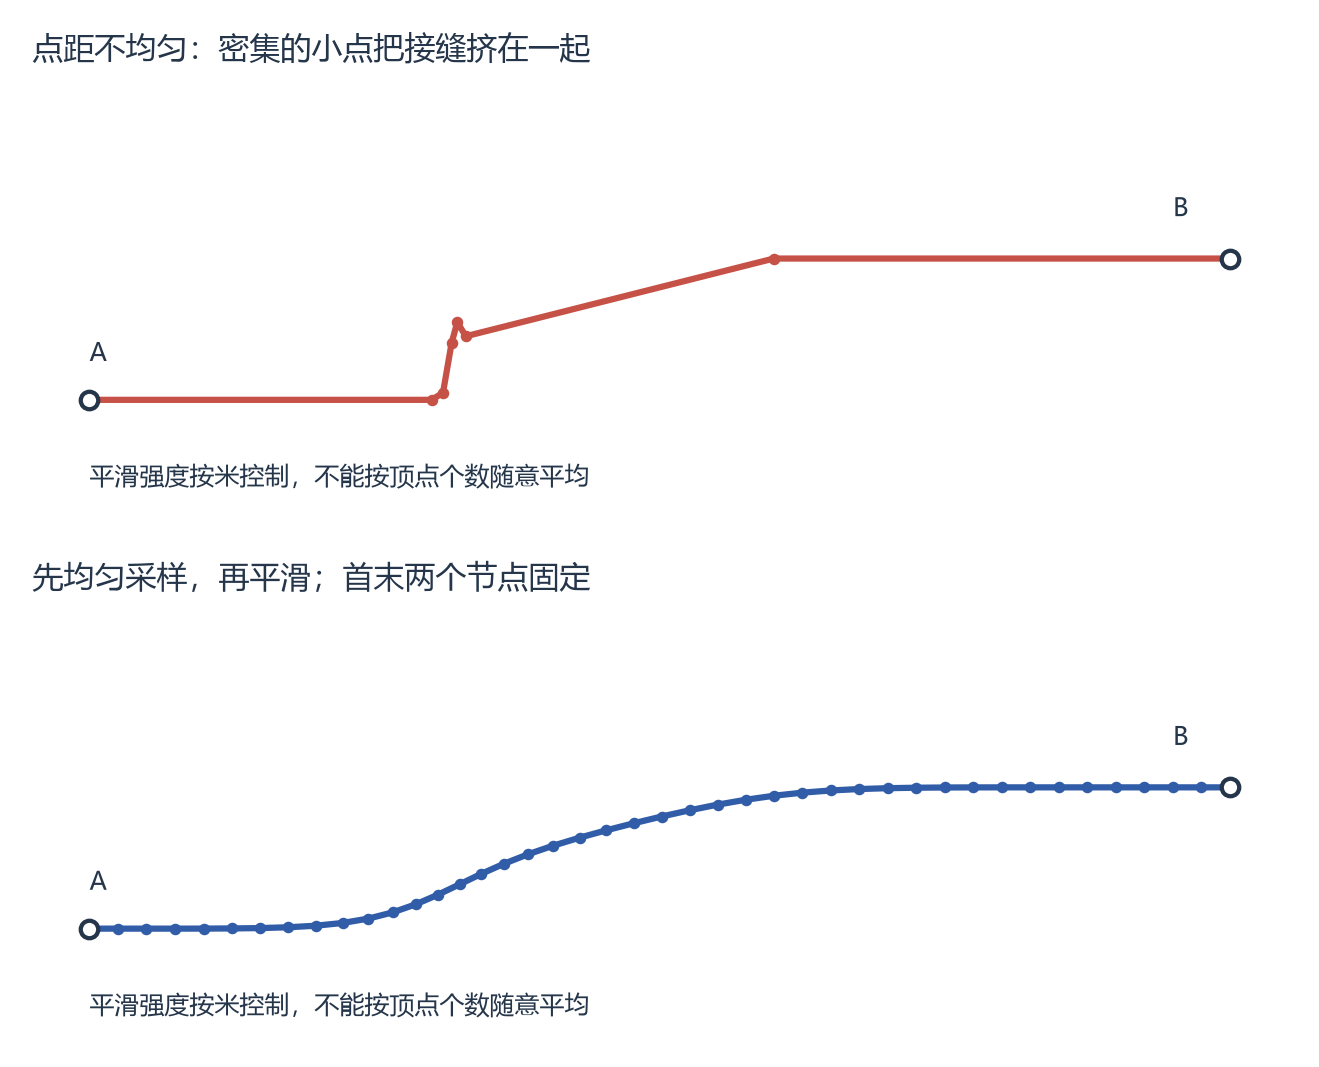 点距不均匀：密集的小点把接缝挤在一起
B
A
平滑强度按米控制，不能按顶点个数随意平均
先均匀采样，再平滑；首末两个节点固定
B
A
平滑强度按米控制，不能按顶点个数随意平均